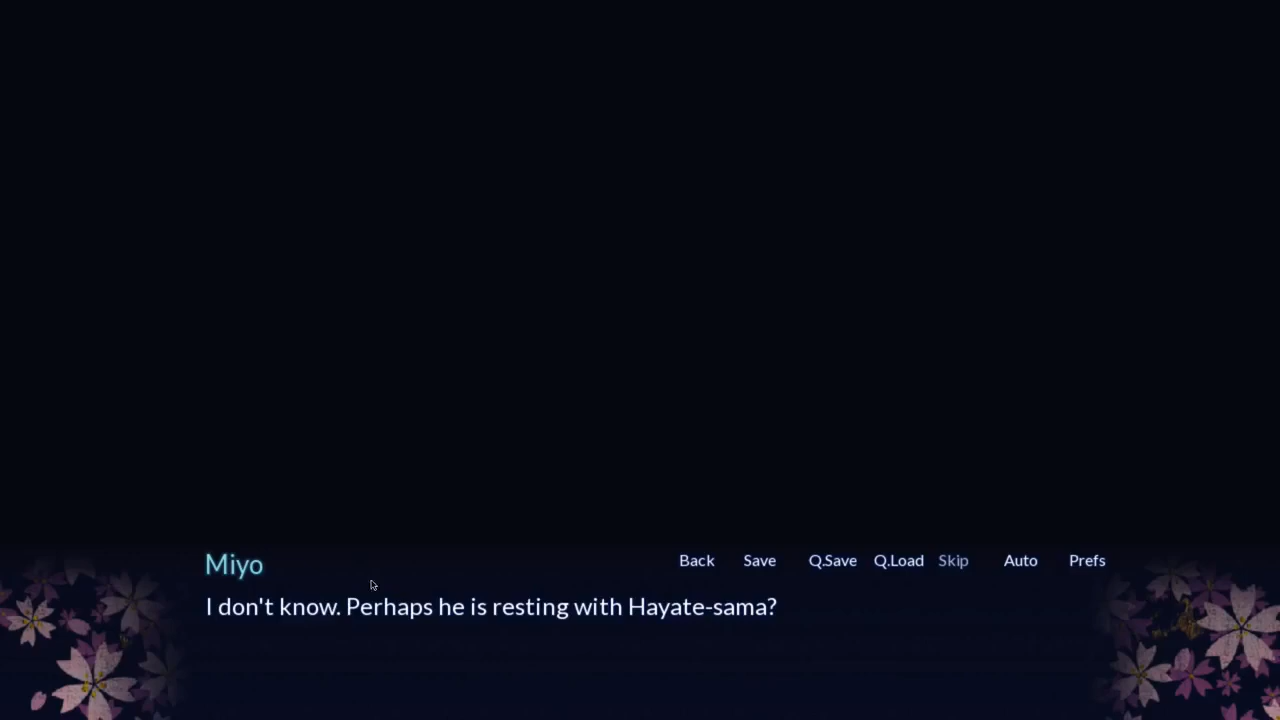 Miyo
Back Save Q.Save Q.Load Skip Auto Prefs
I don't know. Perhaps he is resting with Hayate-sama?